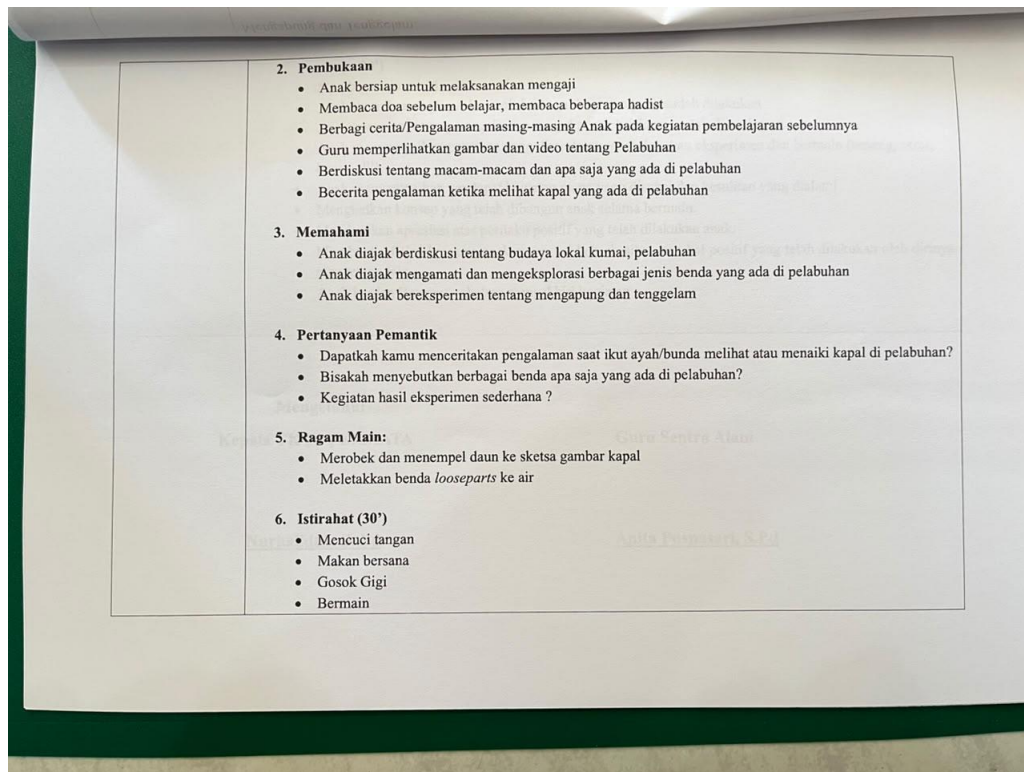 2. Pembukaan
• Anak bersiap untuk melaksanakan mengaji
• Membaca doa sebelum belajar, membaca beberapa hadist
• Berbagi cerita/Pengalaman masing-masing Anak pada kegiatan pembelajaran sebelumnya
• Guru memperlihatkan gambar dan video tentang Pelabuhan
• Berdiskusi tentang macam-macam dan apa saja yang ada di pelabuhan
• Becerita pengalaman ketika melihat kapal yang ada di pelabuhan
3. Memahami
• Anak diajak berdiskusi tentang budaya lokal kumai, pelabuhan
• Anak diajak mengamati dan mengeksplorasi berbagai jenis benda yang ada di pelabuhan
• Anak diajak bereksperimen tentang mengapung dan tenggelam
4. Pertanyaan Pemantik
• Dapatkah kamu menceritakan pengalaman saat ikut ayah/bunda melihat atau menaiki kapal di pelabuhan?
• Bisakah menyebutkan berbagai benda apa saja yang ada di pelabuhan?
• Kegiatan hasil eksperimen sederhana ?
5. Ragam Main:
• Merobek dan menempel daun ke sketsa gambar kapal
• Meletakkan benda looseparts ke air
6. Istirahat (30’)
• Mencuci tangan
• Makan bersana
• Gosok Gigi
• Bermain